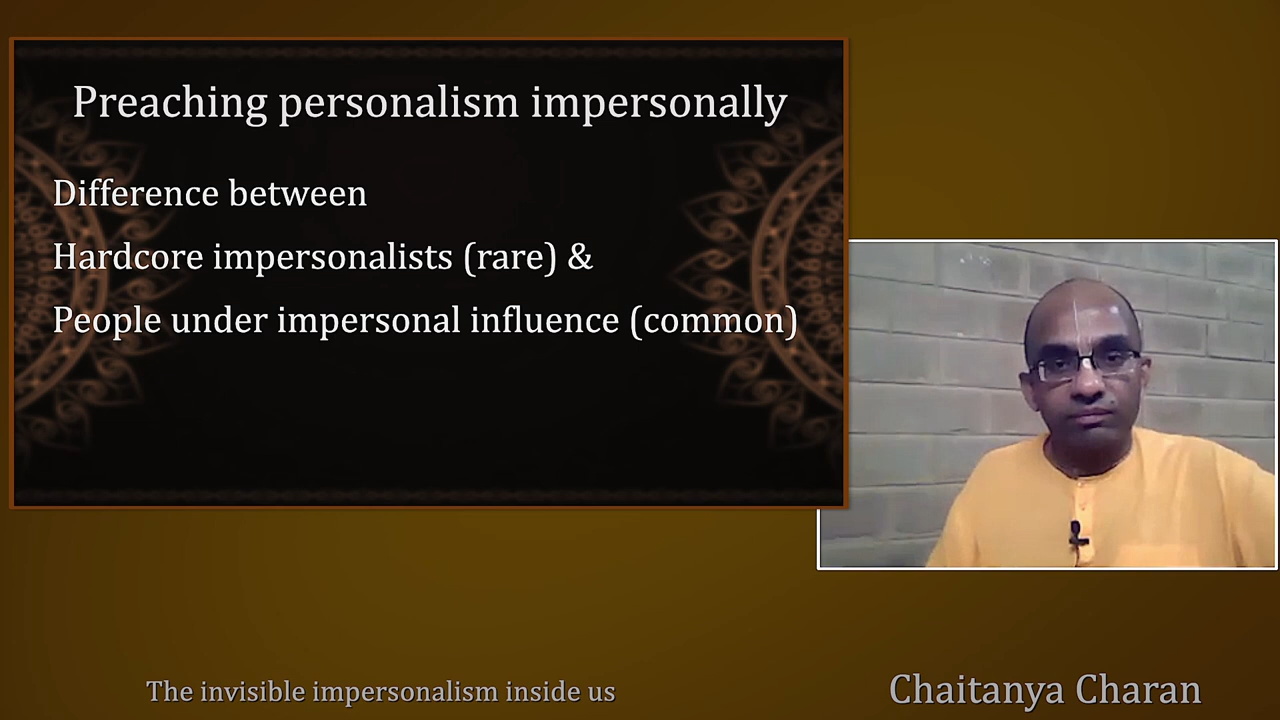 Preaching personalism impersonally
Difference between
Hardcore impersonalists (rare) &
People under impersonal influence (common)
The invisible impersonalism inside us
Chaitanya Charan